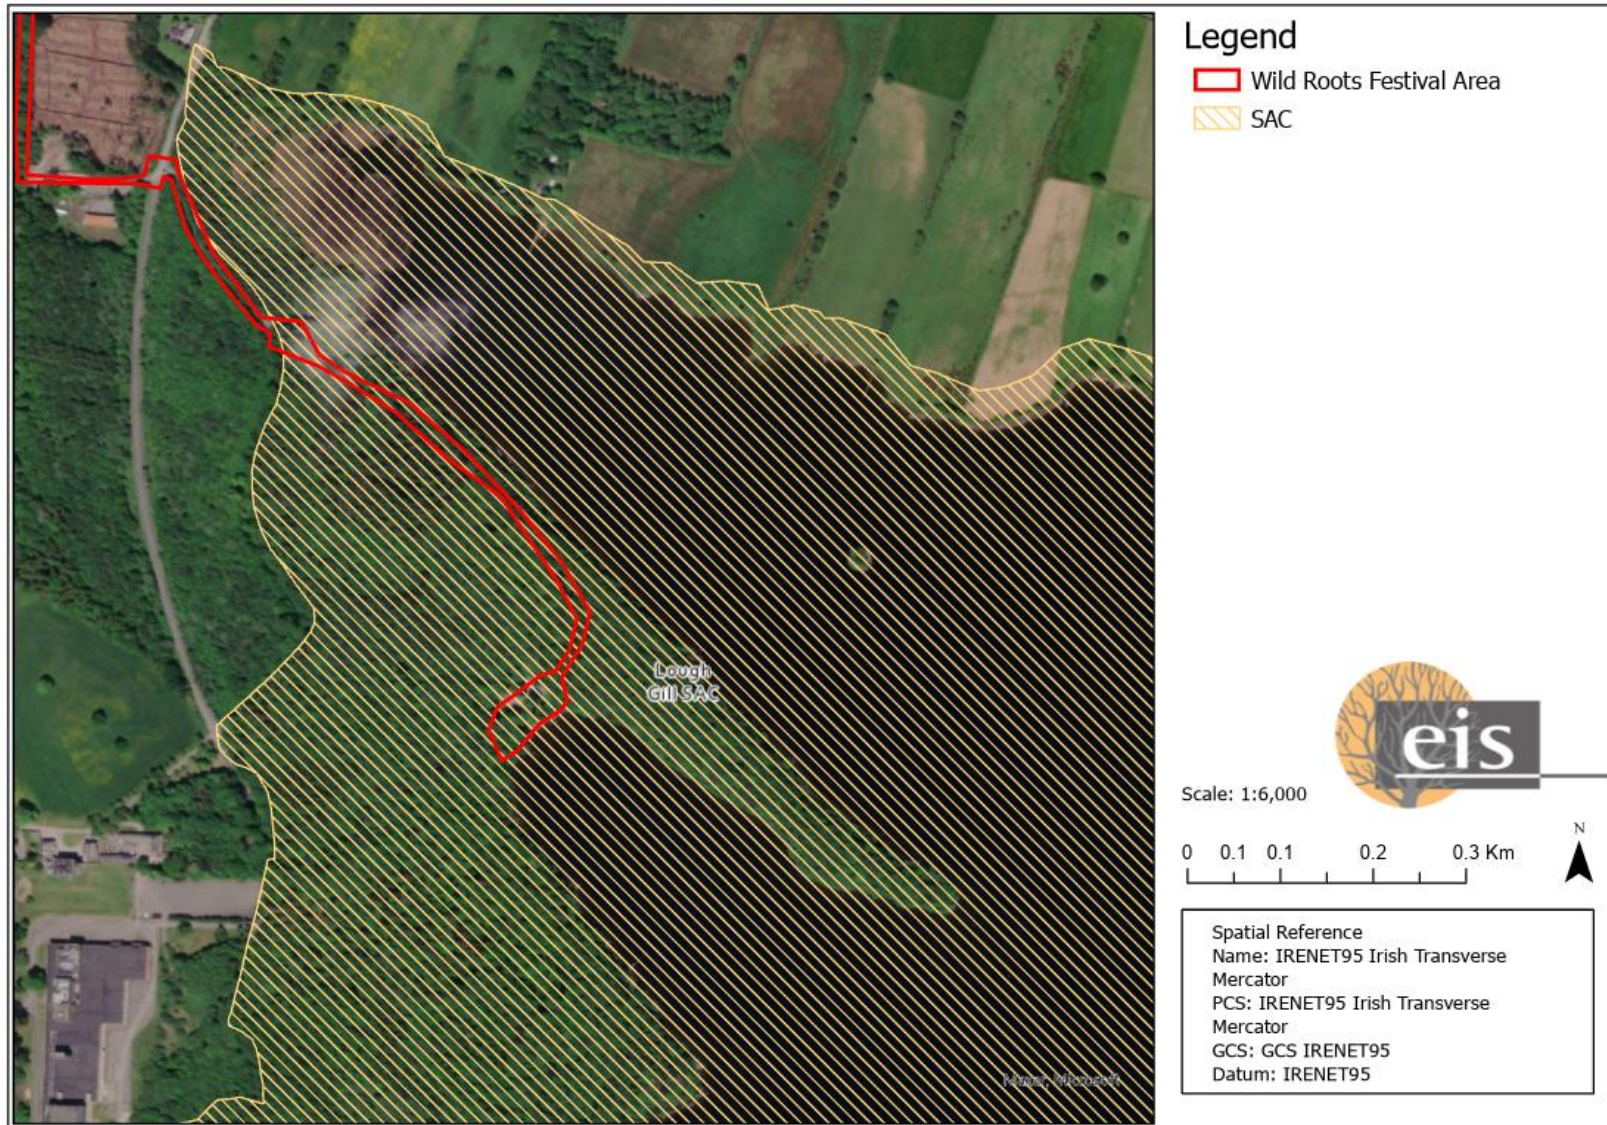 Legend
Wild Roots Festival Area
SAC
Lough
Gill SAC
eis
Scale: 1:6,000
N
0 0.1 0.1 0.2 0.3 Km
Spatial Reference
Name: IRENET95 Irish Transverse
Mercator
PCS: IRENET95 Irish Transverse
Mercator
GCS: GCS IRENET95
Datum: IRENET95
Microsoft